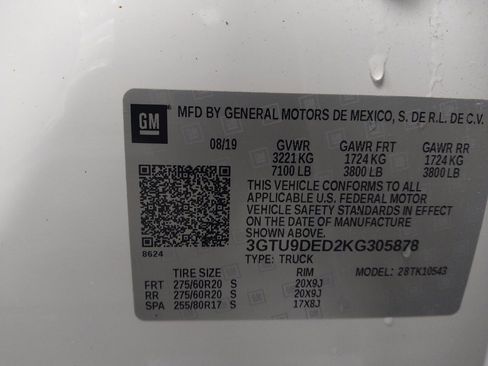 GM
MFD BY GENERAL MOTORS DE MEXICO, S. DE R.L. DE C.V.
08/19 GVWR GAWR FRT GAWR RR
3221 KG 1724 KG 1724 KG
7100 LB 3800 LB 3800 LB
THIS VEHICLE CONFORMS TO ALL
APPLICABLE U.S. FEDERAL MOTOR
VEHICLE SAFETY STANDARDS IN EFFECT
ON THE DATE OF MANUFACTURE
SHOWN ABOVE.
3GTU9DED2KG305878
8624
TYPE: TRUCK MODEL: 28TK10543
TIRE SIZE RIM
FRT 275/60R20 S 20X9J
RR 275/60R20 S 20X9J
SPA 255/80R17 S 17X8J